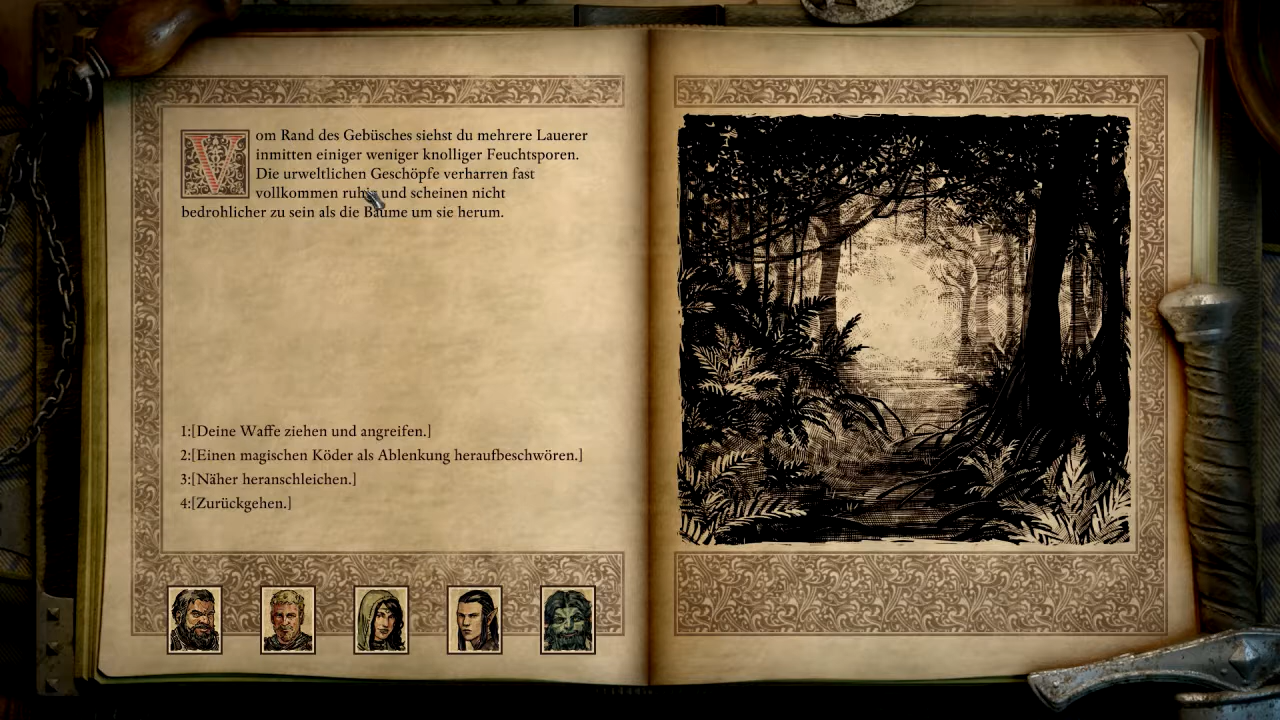 Vom Rand des Gebüsches siehst du mehrere Lauerer
inmitten einiger weniger knolliger Feuchtsporen.
Die urweltlichen Geschöpfe verharren fast
vollkommen ruhig und scheinen nicht
bedrohlicher zu sein als die Bäume um sie herum.
1:[Deine Waffe ziehen und angreifen.]
2:[Einen magischen Köder als Ablenkung heraufbeschwören.]
3:[Näher heranschleichen.]
4:[Zurückgehen.]